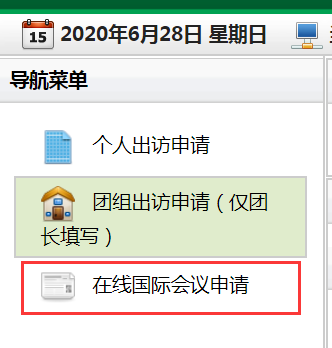 15 2020年6月28日 星期日
导航菜单
个人出访申请
团组出访申请（仅团
长填写）
在线国际会议申请